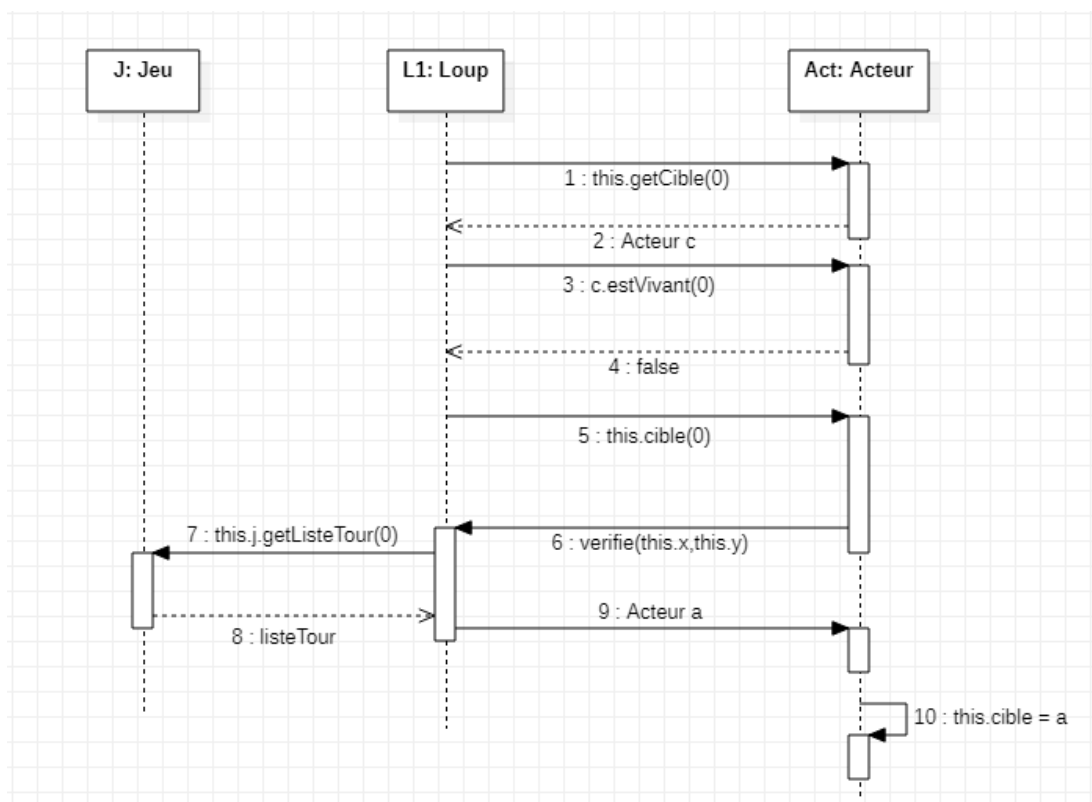 J: Jeu
L1: Loup
Act: Acteur
1 : this.getCible(0)
2 : Acteur c
3 : c.estVivant(0)
4 : false
5 : this.cible(0)
6 : verifie(this.x,this.y)
7 : this.j.getListeTour(0)
8 : listeTour
9 : Acteur a
10 : this.cible = a